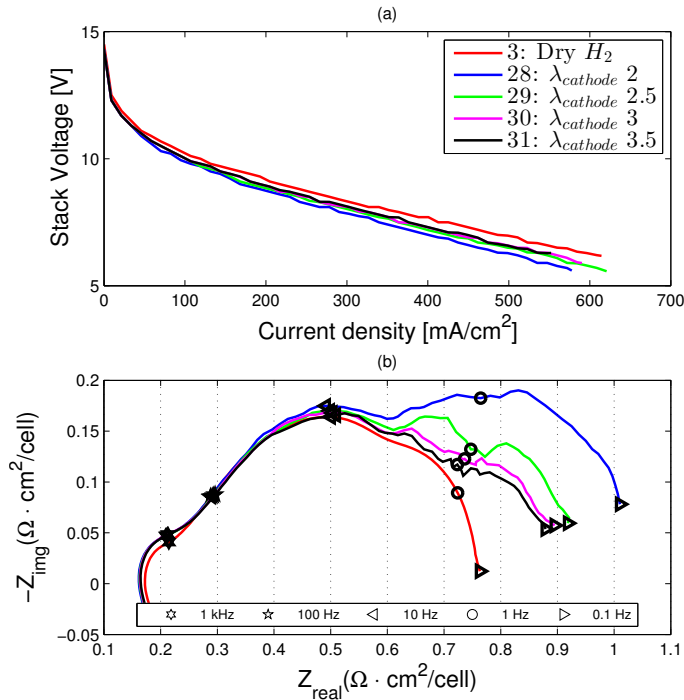 (a)
15
10
5
Stack Voltage [V]
3: Dry H₂
28: λcathode 2
29: λcathode 2.5
30: λcathode 3
31: λcathode 3.5
0 100 200 300 400 500 600 700
Current density [mA/cm²]
(b)
0.2
0.15
0.1
0.05
0
−0.05
−Zimg(Ω · cm²/cell)
1 kHz 100 Hz 10 Hz 1 Hz 0.1 Hz
0.1 0.2 0.3 0.4 0.5 0.6 0.7 0.8 0.9 1 1.1
Zreal(Ω · cm²/cell)